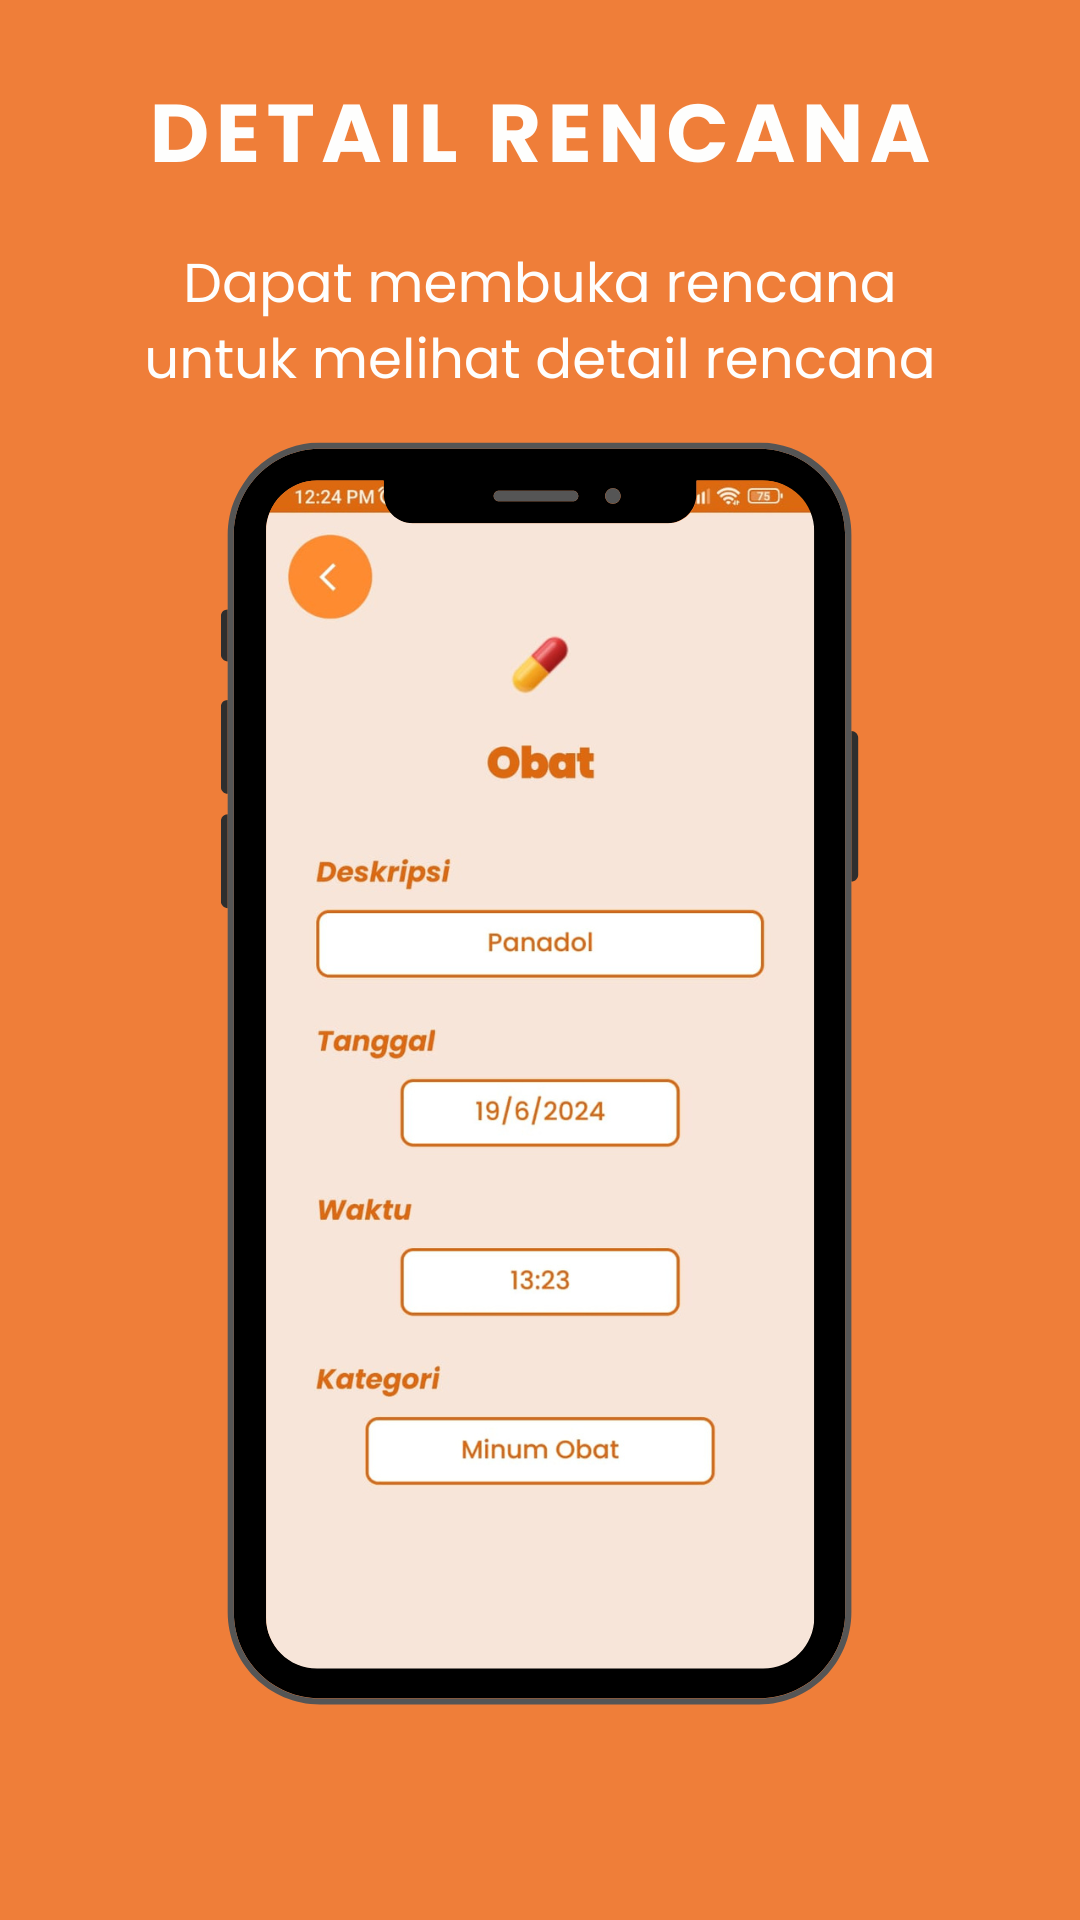 DETAIL RENCANA
Dapat membuka rencana
untuk melihat detail rencana
12:24 PM
75
Obat
Deskripsi
Panadol
Tanggal
19/6/2024
Waktu
13:23
Kategori
Minum Obat